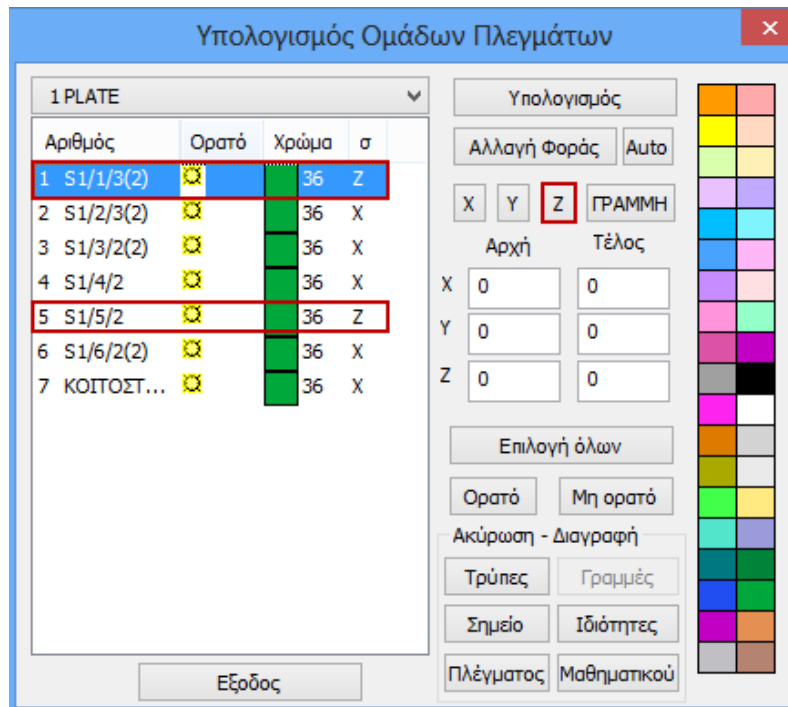 Υπολογισμός Ομάδων Πλεγμάτων
1 PLATE
Αριθμός Ορατό Χρώμα σ
1 S1/1/3(2) 36 Z
2 S1/2/3(2) 36 X
3 S1/3/2(2) 36 X
4 S1/4/2 36 X
5 S1/5/2 36 Z
6 S1/6/2(2) 36 X
7 ΚΟΙΤΟΣΤ... 36 X
Εξοδος
Υπολογισμός
Αλλαγή Φοράς Auto
X Y Z ΓΡΑΜΜΗ
Αρχή Τέλος
X 0 0
Y 0 0
Z 0 0
Επιλογή όλων
Ορατό Μη ορατό
Ακύρωση - Διαγραφή
Τρύπες Γραμμές
Σημείο Ιδιότητες
Πλέγματος Μαθηματικού